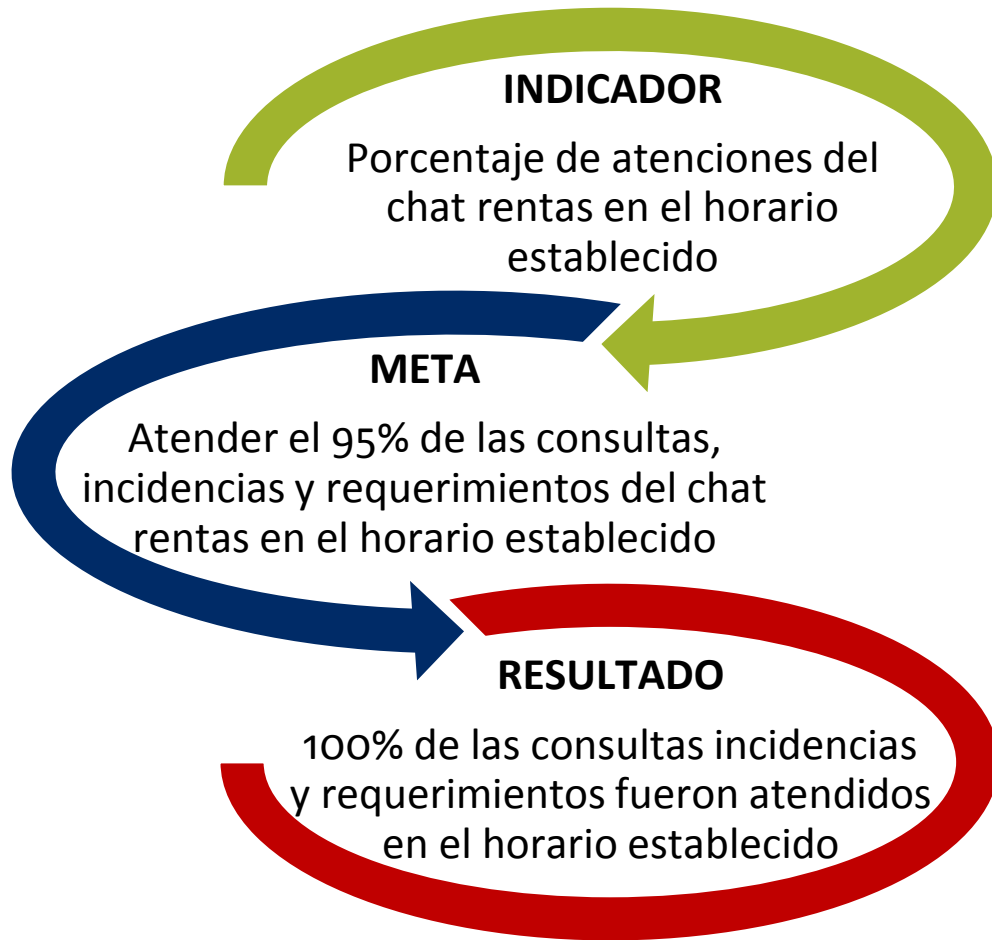 INDICADOR
Porcentaje de atenciones del
chat rentas en el horario
establecido
META
Atender el 95% de las consultas,
incidencias y requerimientos del chat
rentas en el horario establecido
RESULTADO
100% de las consultas incidencias
y requerimientos fueron atendidos
en el horario establecido